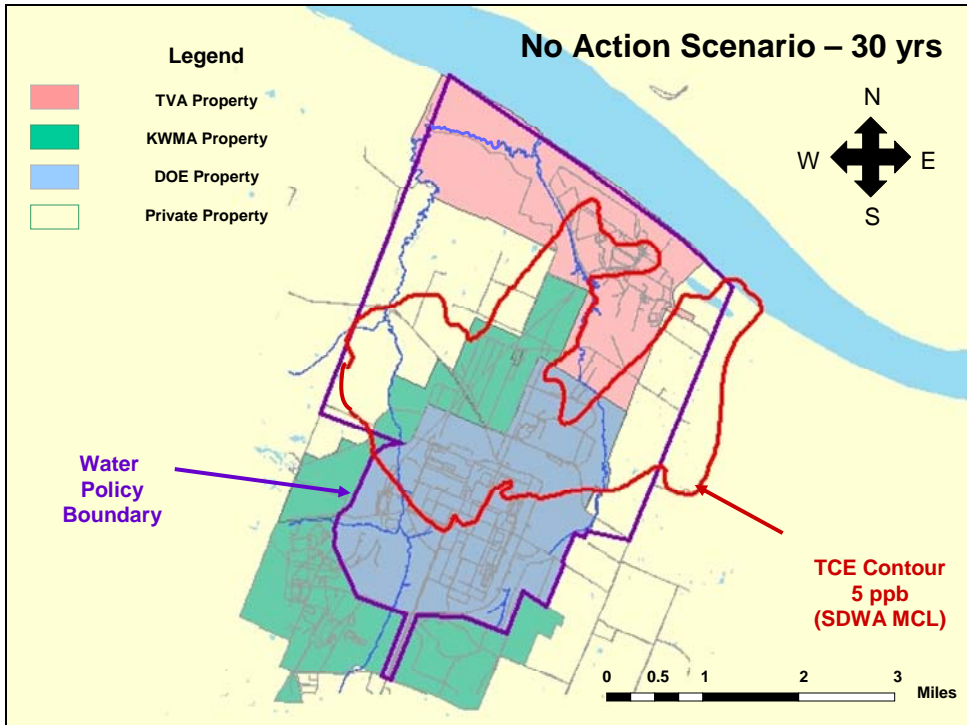 No Action Scenario – 30 yrs
Legend
TVA Property
KWMA Property
DOE Property
Private Property
N
W E
S
Water
Policy
Boundary
TCE Contour
5 ppb
(SDWA MCL)
0 0.5 1 2 3
Miles